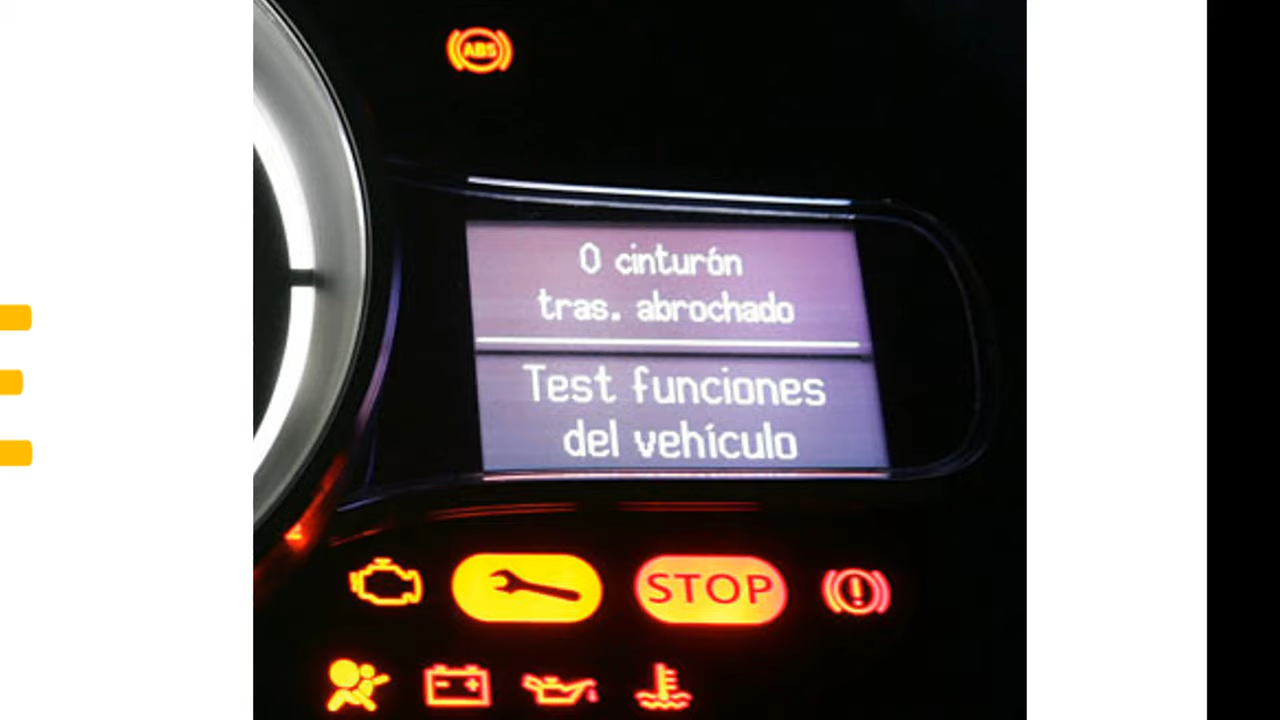 ABS
0 cinturón
tras. abrochado
Test funciones
del vehículo
STOP